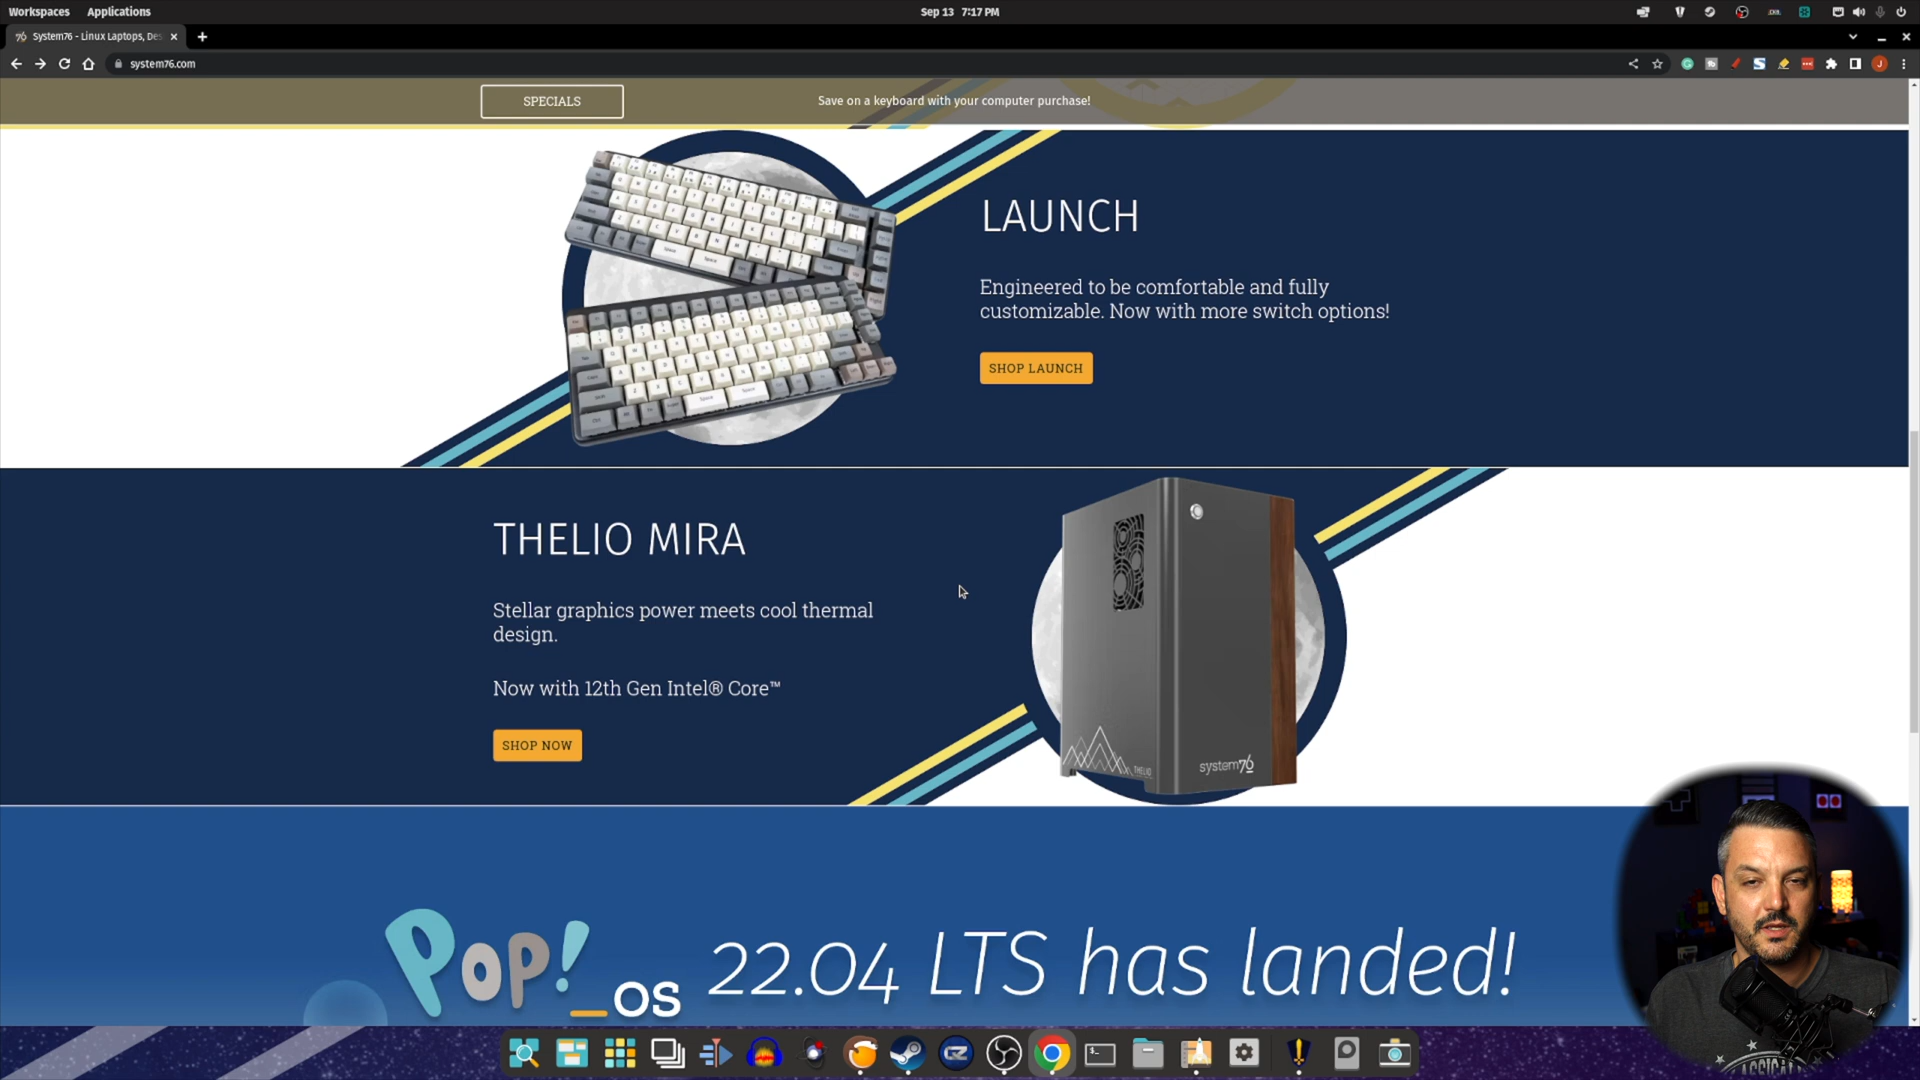 Workspaces
Applications
Sep 13 7:17 PM
System76 - Linux Laptops, Des
system76.com
J
SPECIALS
Save on a keyboard with your computer purchase!
LAUNCH
Engineered to be comfortable and fully
customizable. Now with more switch options!
SHOP LAUNCH
THELIO MIRA
Stellar graphics power meets cool thermal
design.
Now with 12th Gen Intel® Core™
SHOP NOW
THELIO
system76
Pop!_OS
22.04 LTS has landed!